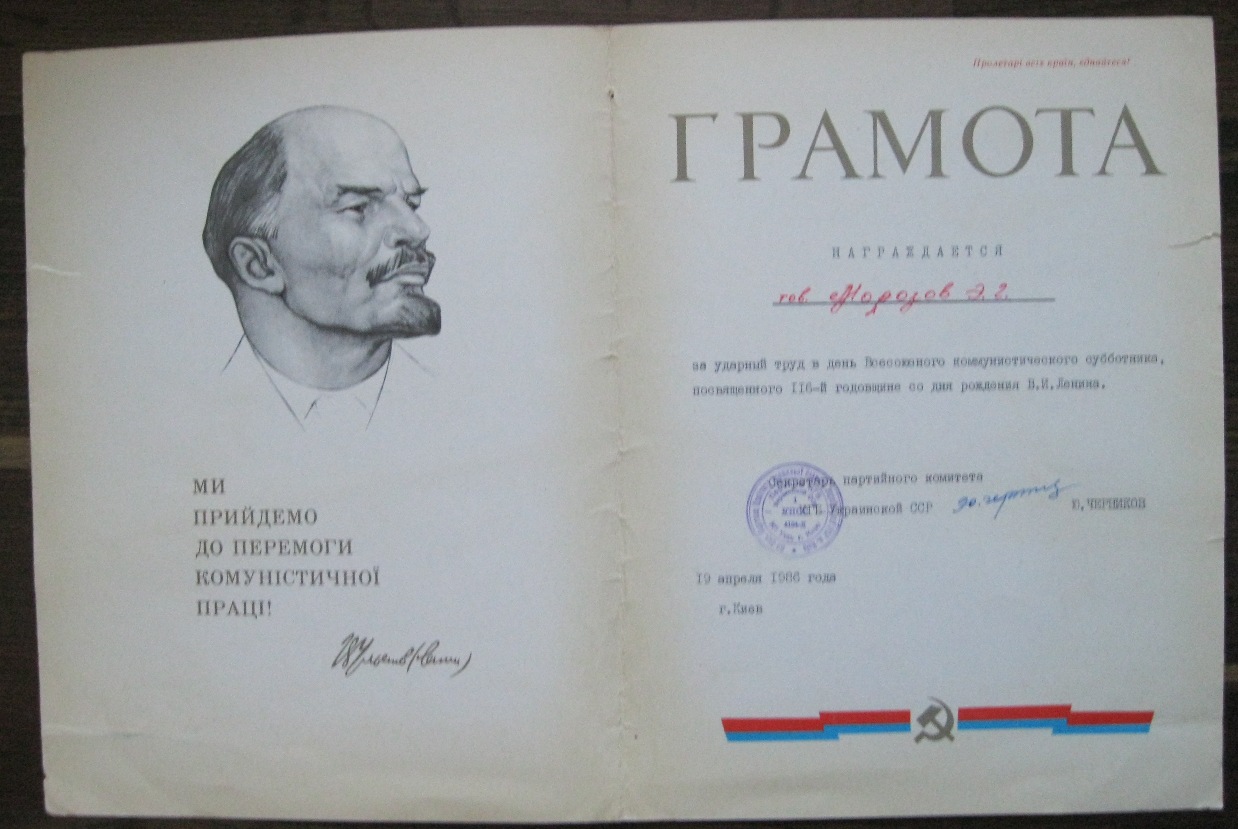 МИ
ПРИЙДЕМО
ДО ПЕРЕМОГИ
КОМУНІСТИЧНОЇ
ПРАЦІ!
Пролетарі всіх країн, єднайтеся!
ГРАМОТА
НАГРАЖДАЕТСЯ
тов. Морозов Э.Г.
за ударный труд в день Всесоюзного коммунистического субботника,
посвященного 116-й годовщине со дня рождения В.И.Ленина.
Секретарь партийного комитета
Украинской ССР Ю.ЧЕРНИКОВ
19 апреля 1986 года
г.Киев